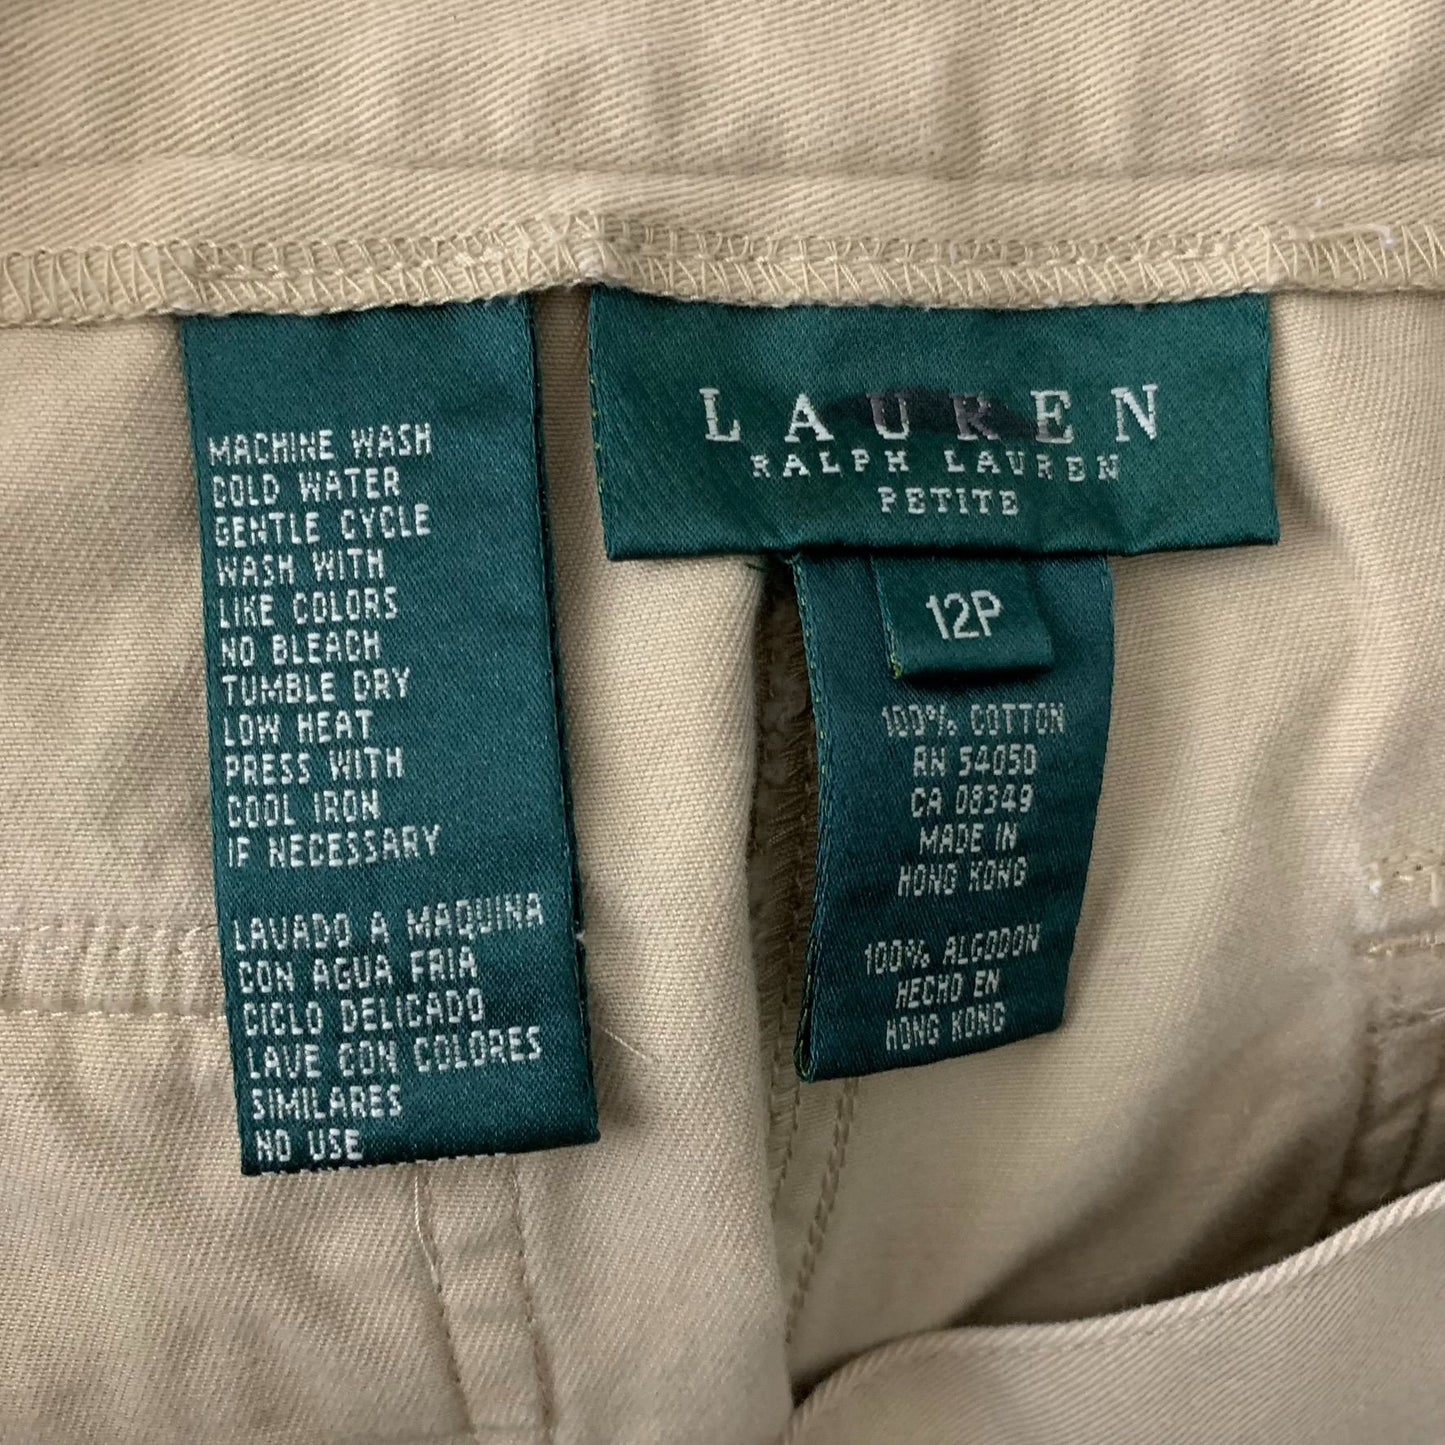 MACHINE WASH
COLD WATER
GENTLE CYCLE
WASH WITH
LIKE COLORS
NO BLEACH
TUMBLE DRY
LOW HEAT
PRESS WITH
COOL IRON
IF NECESSARY
LAVADO A MAQUINA
CON AGUA FRIA
CICLO DELICADO
LAVE CON COLORES
SIMILARES
NO USE
LAUREN
RALPH LAUREN
PETITE
12P
100% COTTON
RN 54050
CA 08349
MADE IN
HONG KONG
100% ALGODON
HECHO EN
HONG KONG